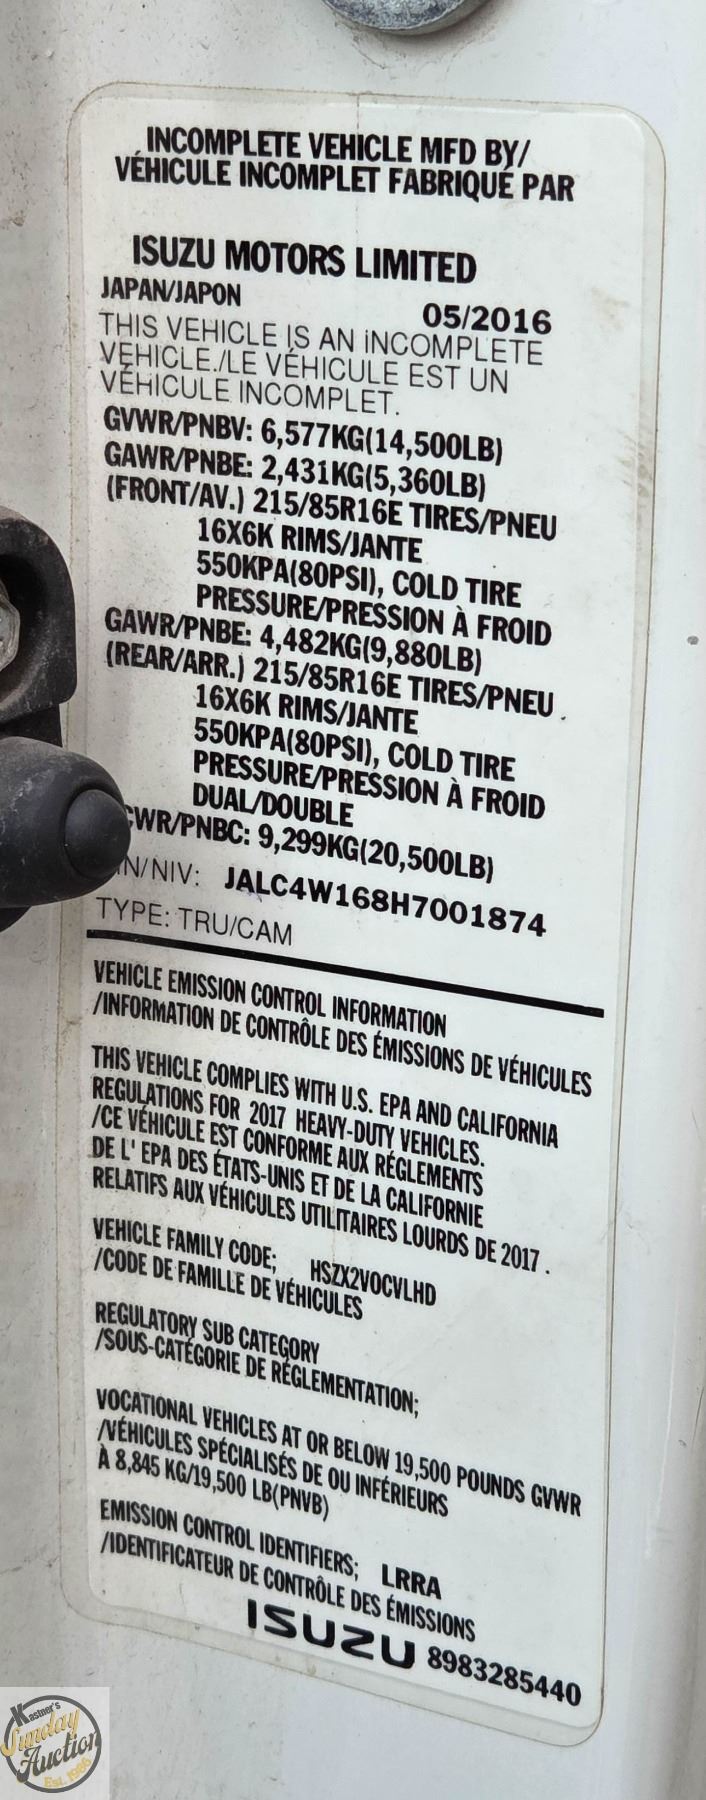 INCOMPLETE VEHICLE MFD BY/
VÉHICULE INCOMPLET FABRIQUÉ PAR
ISUZU MOTORS LIMITED
JAPAN/JAPON 05/2016
THIS VEHICLE IS AN INCOMPLETE
VEHICLE./LE VÉHICULE EST UN
VÉHICULE INCOMPLET.
GVWR/PNBV: 6,577KG(14,500LB)
GAWR/PNBE: 2,431KG(5,360LB)
(FRONT/AV.) 215/85R16E TIRES/PNEU
16X6K RIMS/JANTE
550KPA(80PSI), COLD TIRE
PRESSURE/PRESSION À FROID
GAWR/PNBE: 4,482KG(9,880LB)
(REAR/ARR.) 215/85R16E TIRES/PNEU
16X6K RIMS/JANTE
550KPA(80PSI), COLD TIRE
PRESSURE/PRESSION À FROID
DUAL/DOUBLE
CWR/PNBC: 9,299KG(20,500LB)
IN/NIV: JALC4W168H7001874
TYPE: TRU/CAM
VEHICLE EMISSION CONTROL INFORMATION
/INFORMATION DE CONTRÔLE DES ÉMISSIONS DE VÉHICULES
THIS VEHICLE COMPLIES WITH U.S. EPA AND CALIFORNIA
REGULATIONS FOR 2017 HEAVY-DUTY VEHICLES.
/CE VÉHICULE EST CONFORME AUX RÉGLEMENTS
DE L' EPA DES ÉTATS-UNIS ET DE LA CALIFORNIE
RELATIFS AUX VÉHICULES UTILITAIRES LOURDS DE 2017.
VEHICLE FAMILY CODE; HSZX2VOCVLHD
/CODE DE FAMILLE DE VÉHICULES
REGULATORY SUB CATEGORY
/SOUS-CATÉGORIE DE RÉGLEMENTATION;
VOCATIONAL VEHICLES AT OR BELOW 19,500 POUNDS GVWR
/VÉHICULES SPÉCIALISÉS DE OU INFÉRIEURS
À 8,845 KG/19,500 LB(PNVB)
EMISSION CONTROL IDENTIFIERS; LRRA
/IDENTIFICATEUR DE CONTRÔLE DES ÉMISSIONS
ISUZU 8983285440
Kastner's
Sunday
Auction
Est. 1986